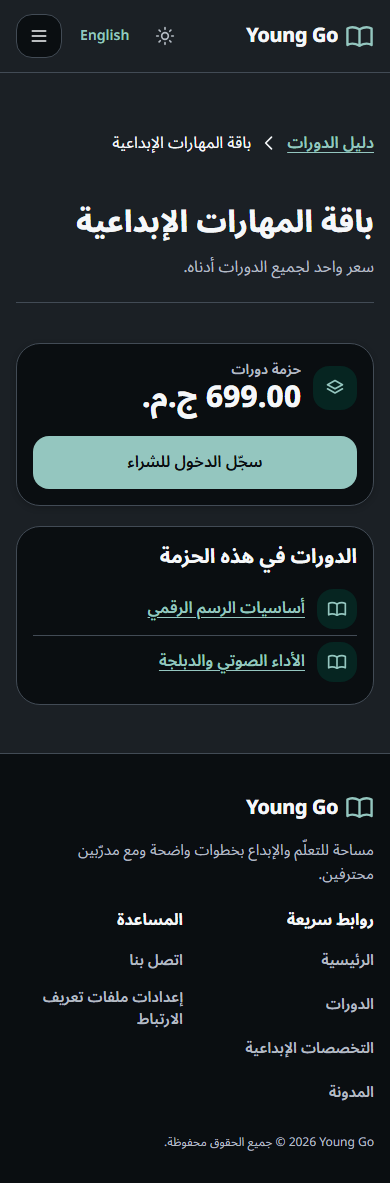 Young Go
English
دليل الدورات
باقة المهارات الإبداعية
باقة المهارات الإبداعية
سعر واحد لجميع الدورات أدناه.
حزمة دورات
699.00 ج.م.
سجّل الدخول للشراء
الدورات في هذه الحزمة
أساسيات الرسم الرقمي
الأداء الصوتي والدبلجة
Young Go
مساحة للتعلّم والإبداع بخطوات واضحة ومع مدرّبين
محترفين.
روابط سريعة
الرئيسية
الدورات
التخصصات الإبداعية
المدونة
المساعدة
اتصل بنا
إعدادات ملفات تعريف
الارتباط
Young Go © 2026 جميع الحقوق محفوظة.